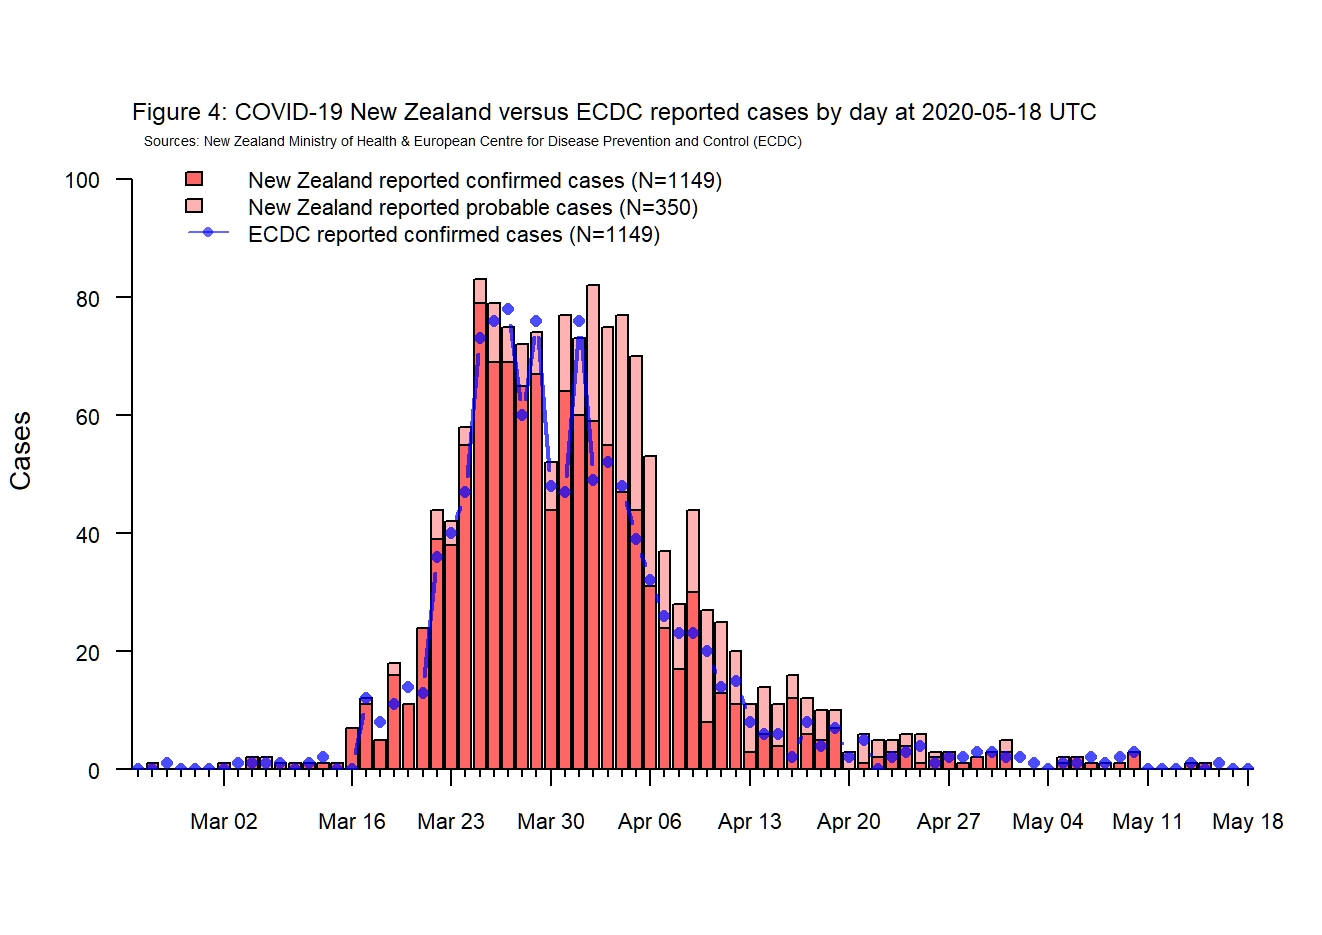 Figure 4: COVID-19 New Zealand versus ECDC reported cases by day at 2020-05-18 UTC
Sources: New Zealand Ministry of Health & European Centre for Disease Prevention and Control (ECDC)
New Zealand reported confirmed cases (N=1149)
New Zealand reported probable cases (N=350)
ECDC reported confirmed cases (N=1149)
Cases
100
80
60
40
20
0
Mar 02 Mar 16 Mar 23 Mar 30 Apr 06 Apr 13 Apr 20 Apr 27 May 04 May 11 May 18